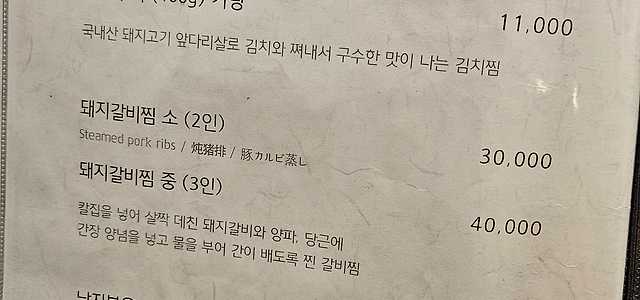 11,000
국내산 돼지고기 앞다리살로 김치와 쪄내서 구수한 맛이 나는 김치찜
돼지갈비찜 소 (2인)
Steamed pork ribs / 炖猪排 / 豚カルビ蒸し
30,000
돼지갈비찜 중 (3인)
40,000
칼집을 넣어 살짝 데친 돼지갈비와 양파, 당근에
간장 양념을 넣고 물을 부어 간이 배도록 찐 갈비찜